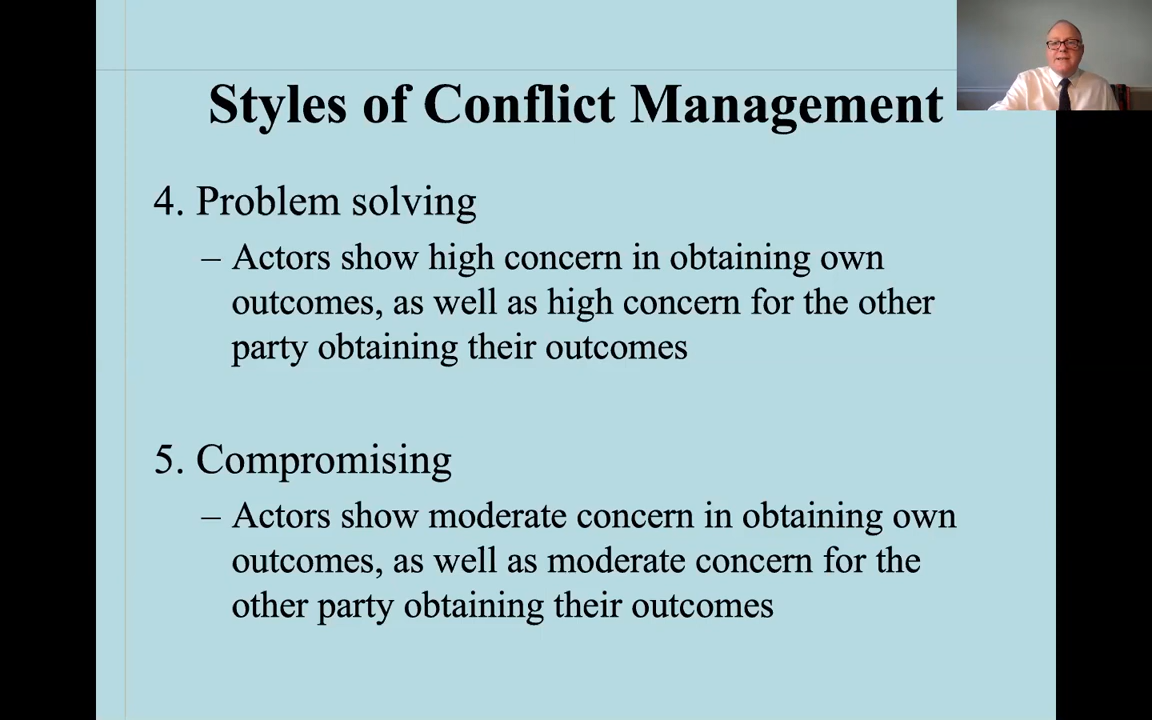 Styles of Conflict Management
4. Problem solving
– Actors show high concern in obtaining own
outcomes, as well as high concern for the other
party obtaining their outcomes
5. Compromising
– Actors show moderate concern in obtaining own
outcomes, as well as moderate concern for the
other party obtaining their outcomes